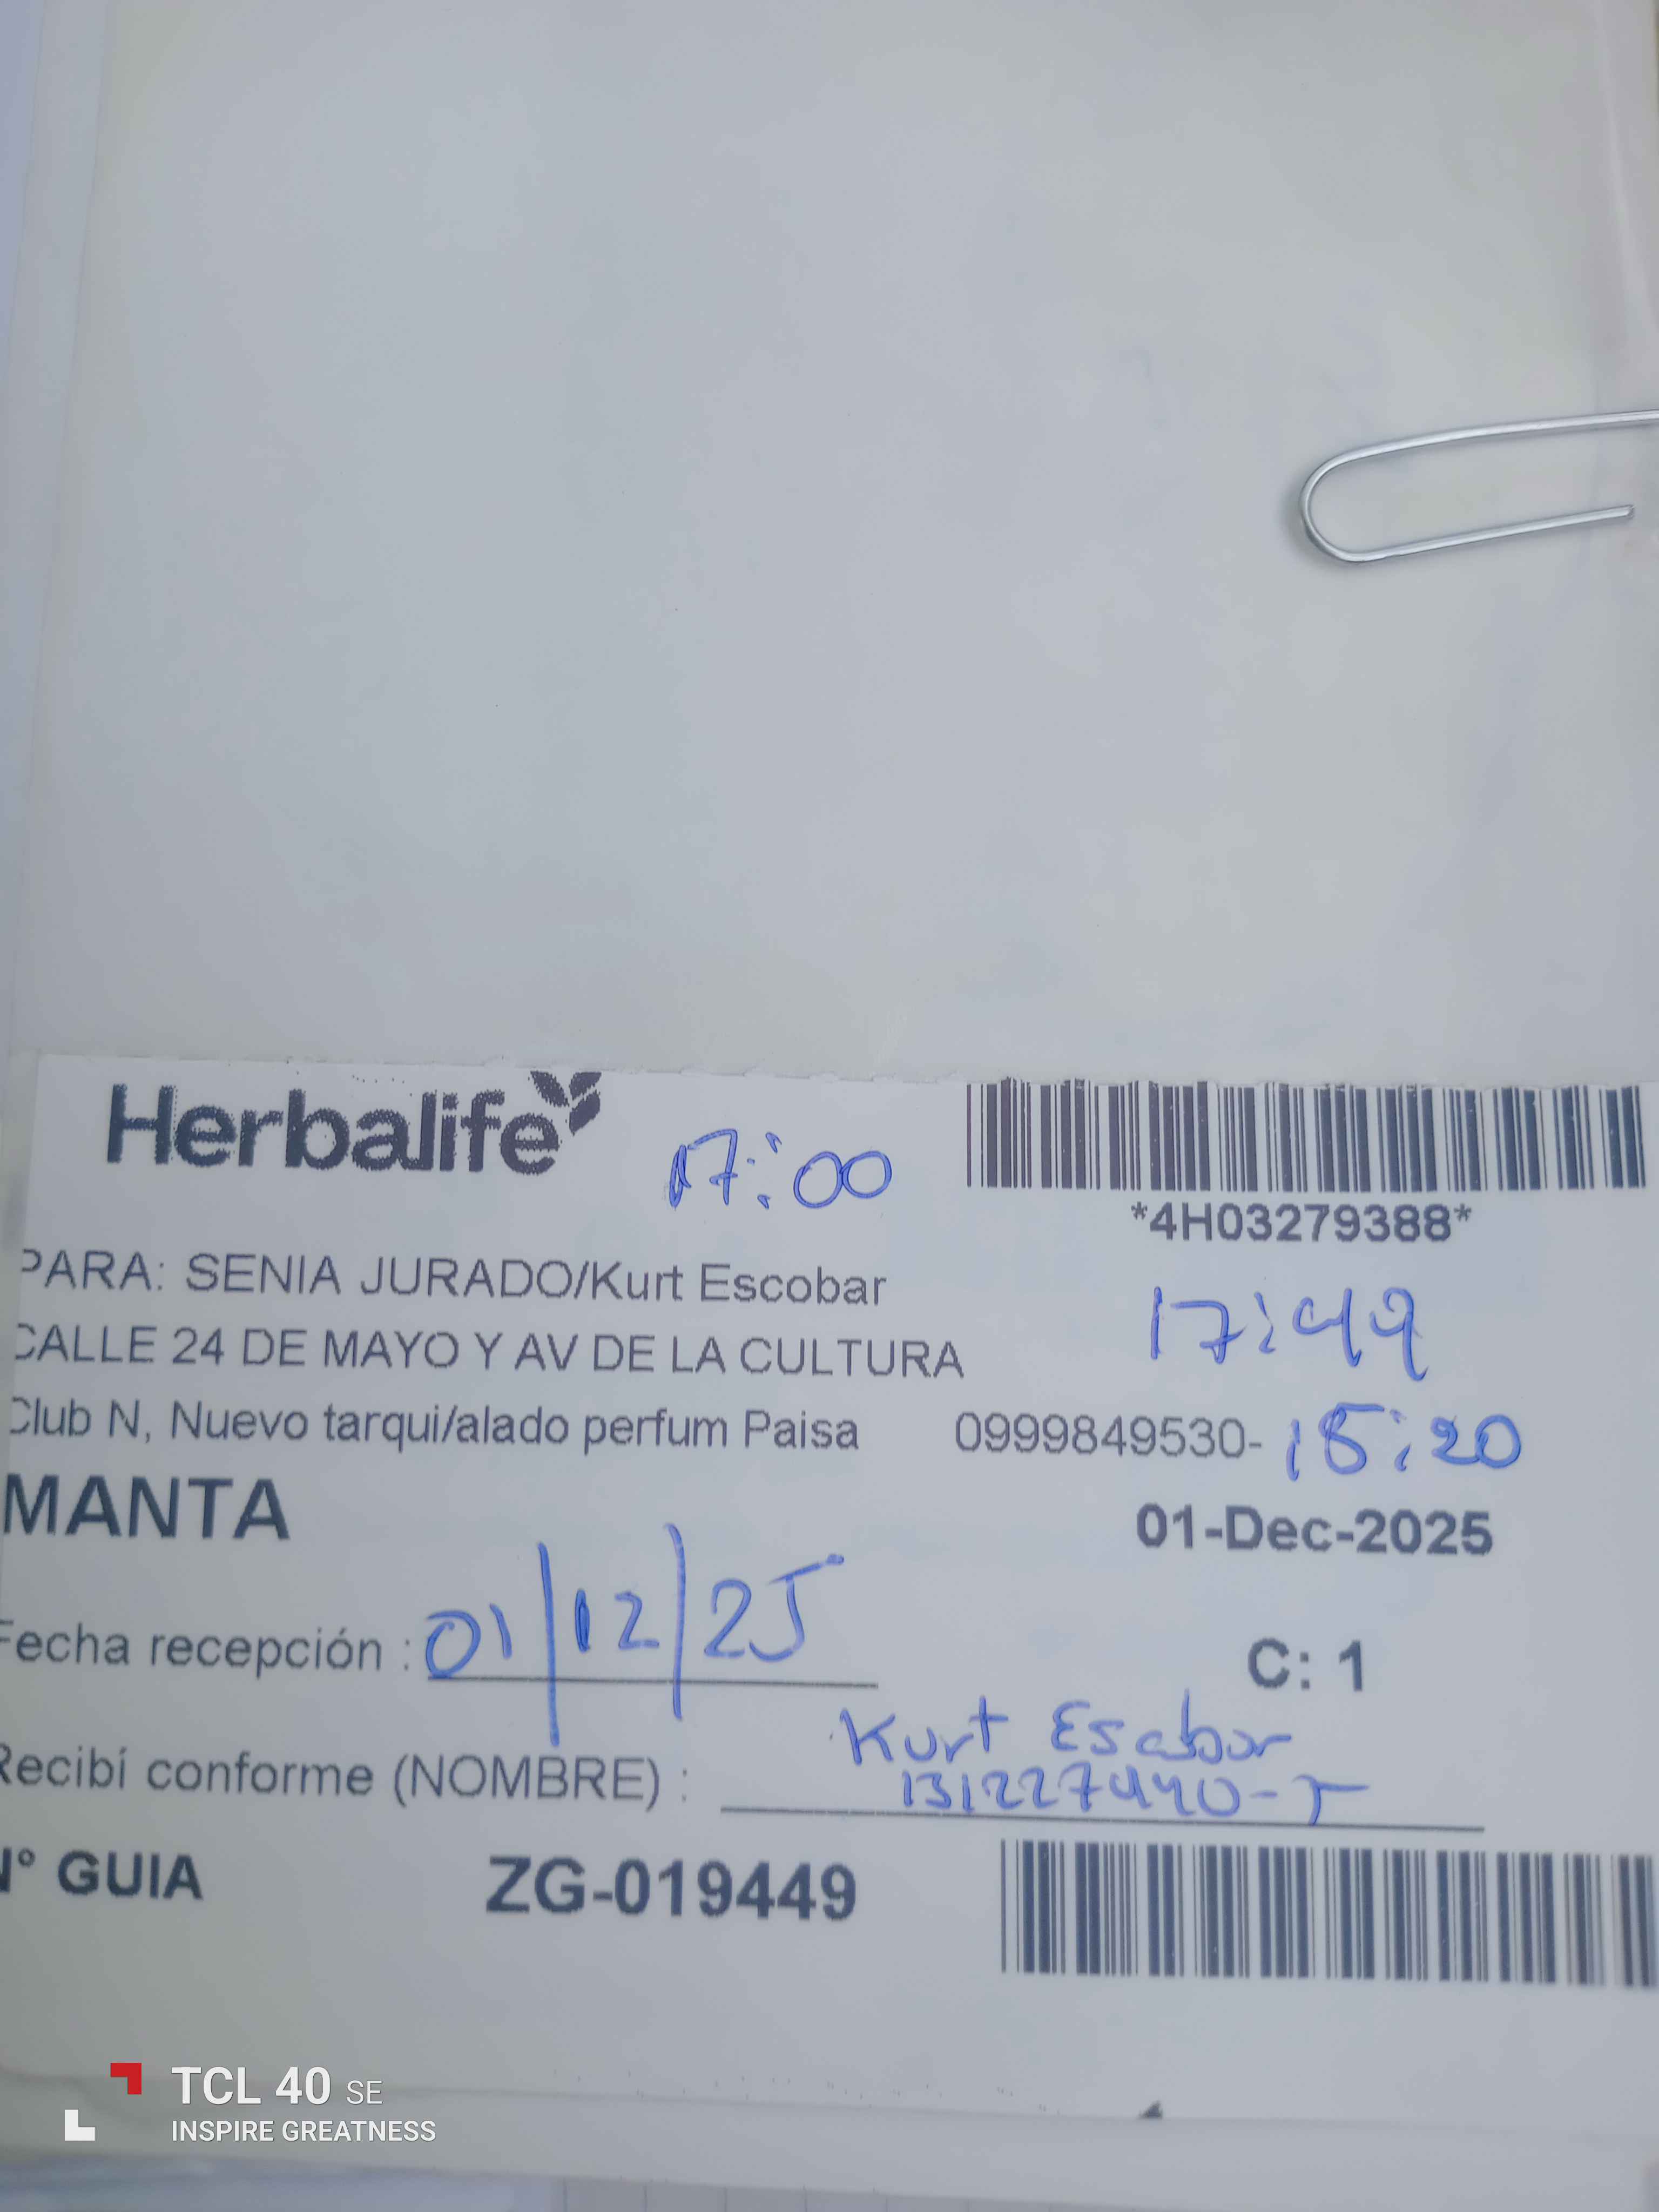 Herbalife
17:00
*4H03279388*
PARA: SENIA JURADO/Kurt Escobar
CALLE 24 DE MAYO Y AV DE LA CULTURA
17:49
Club N, Nuevo tarqui/alado perfum Paisa 0999849530-
MANTA
:20
01-Dec-2025
Fecha recepción : 01/12/25
C: 1
Kurt Escobar
Recibí conforme (NOMBRE) :
N° GUIA ZG-019449
TCL 40 SE
INSPIRE GREATNESS